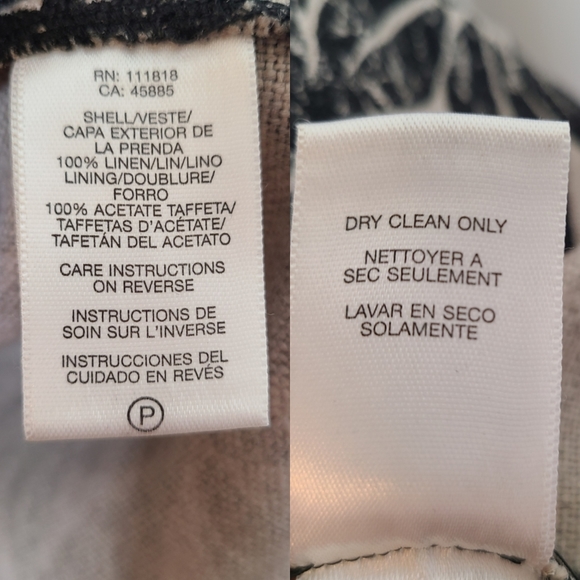 RN: 111818
CA: 45885
SHELL/VESTE/
CAPA EXTERIOR DE
LA PRENDA
100% LINEN/LIN/LINO
LINING/DOUBLURE/
FORRO
100% ACETATE TAFFETA/
TAFFETAS D'ACÉTATE/
TAFETÁN DEL ACETATO
CARE INSTRUCTIONS
ON REVERSE
INSTRUCTIONS DE
SOIN SUR L'INVERSE
INSTRUCCIONES DEL
CUIDADO EN REVÉS
P
DRY CLEAN ONLY
NETTOYER A
SEC SEULEMENT
LAVAR EN SECO
SOLAMENTE